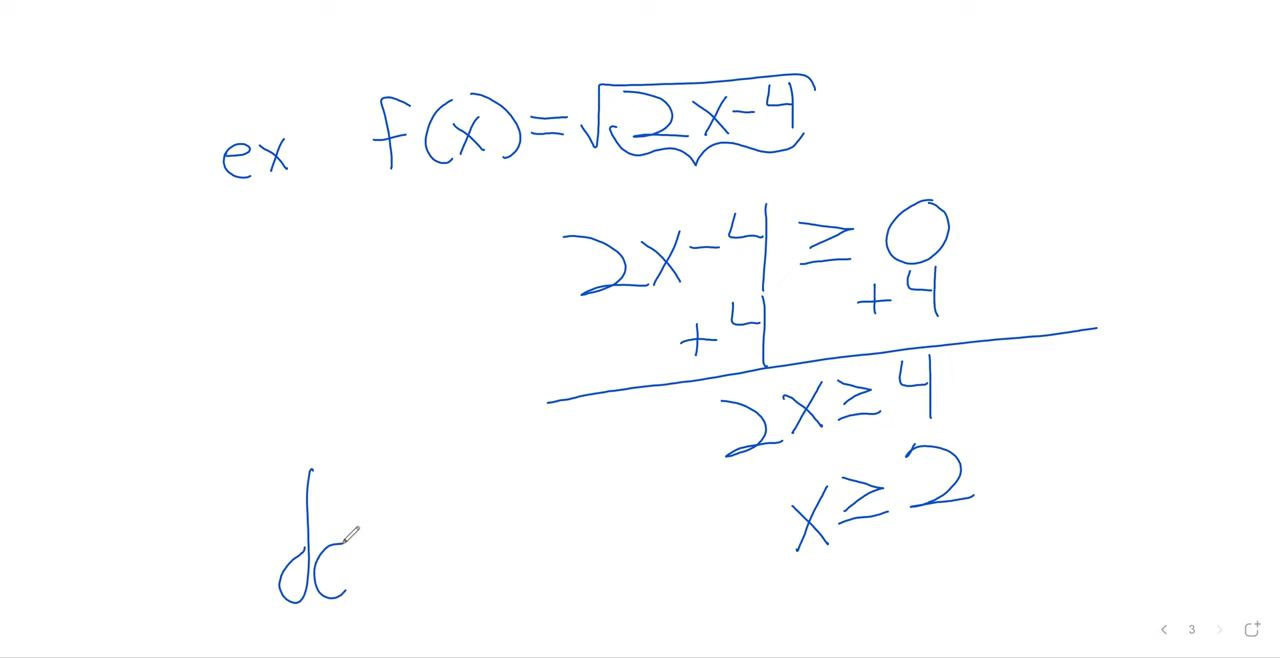 ex f(x)=√2x-4
2x-4 ≥ 0
+4 +4
2x ≥ 4
x ≥ 2
3